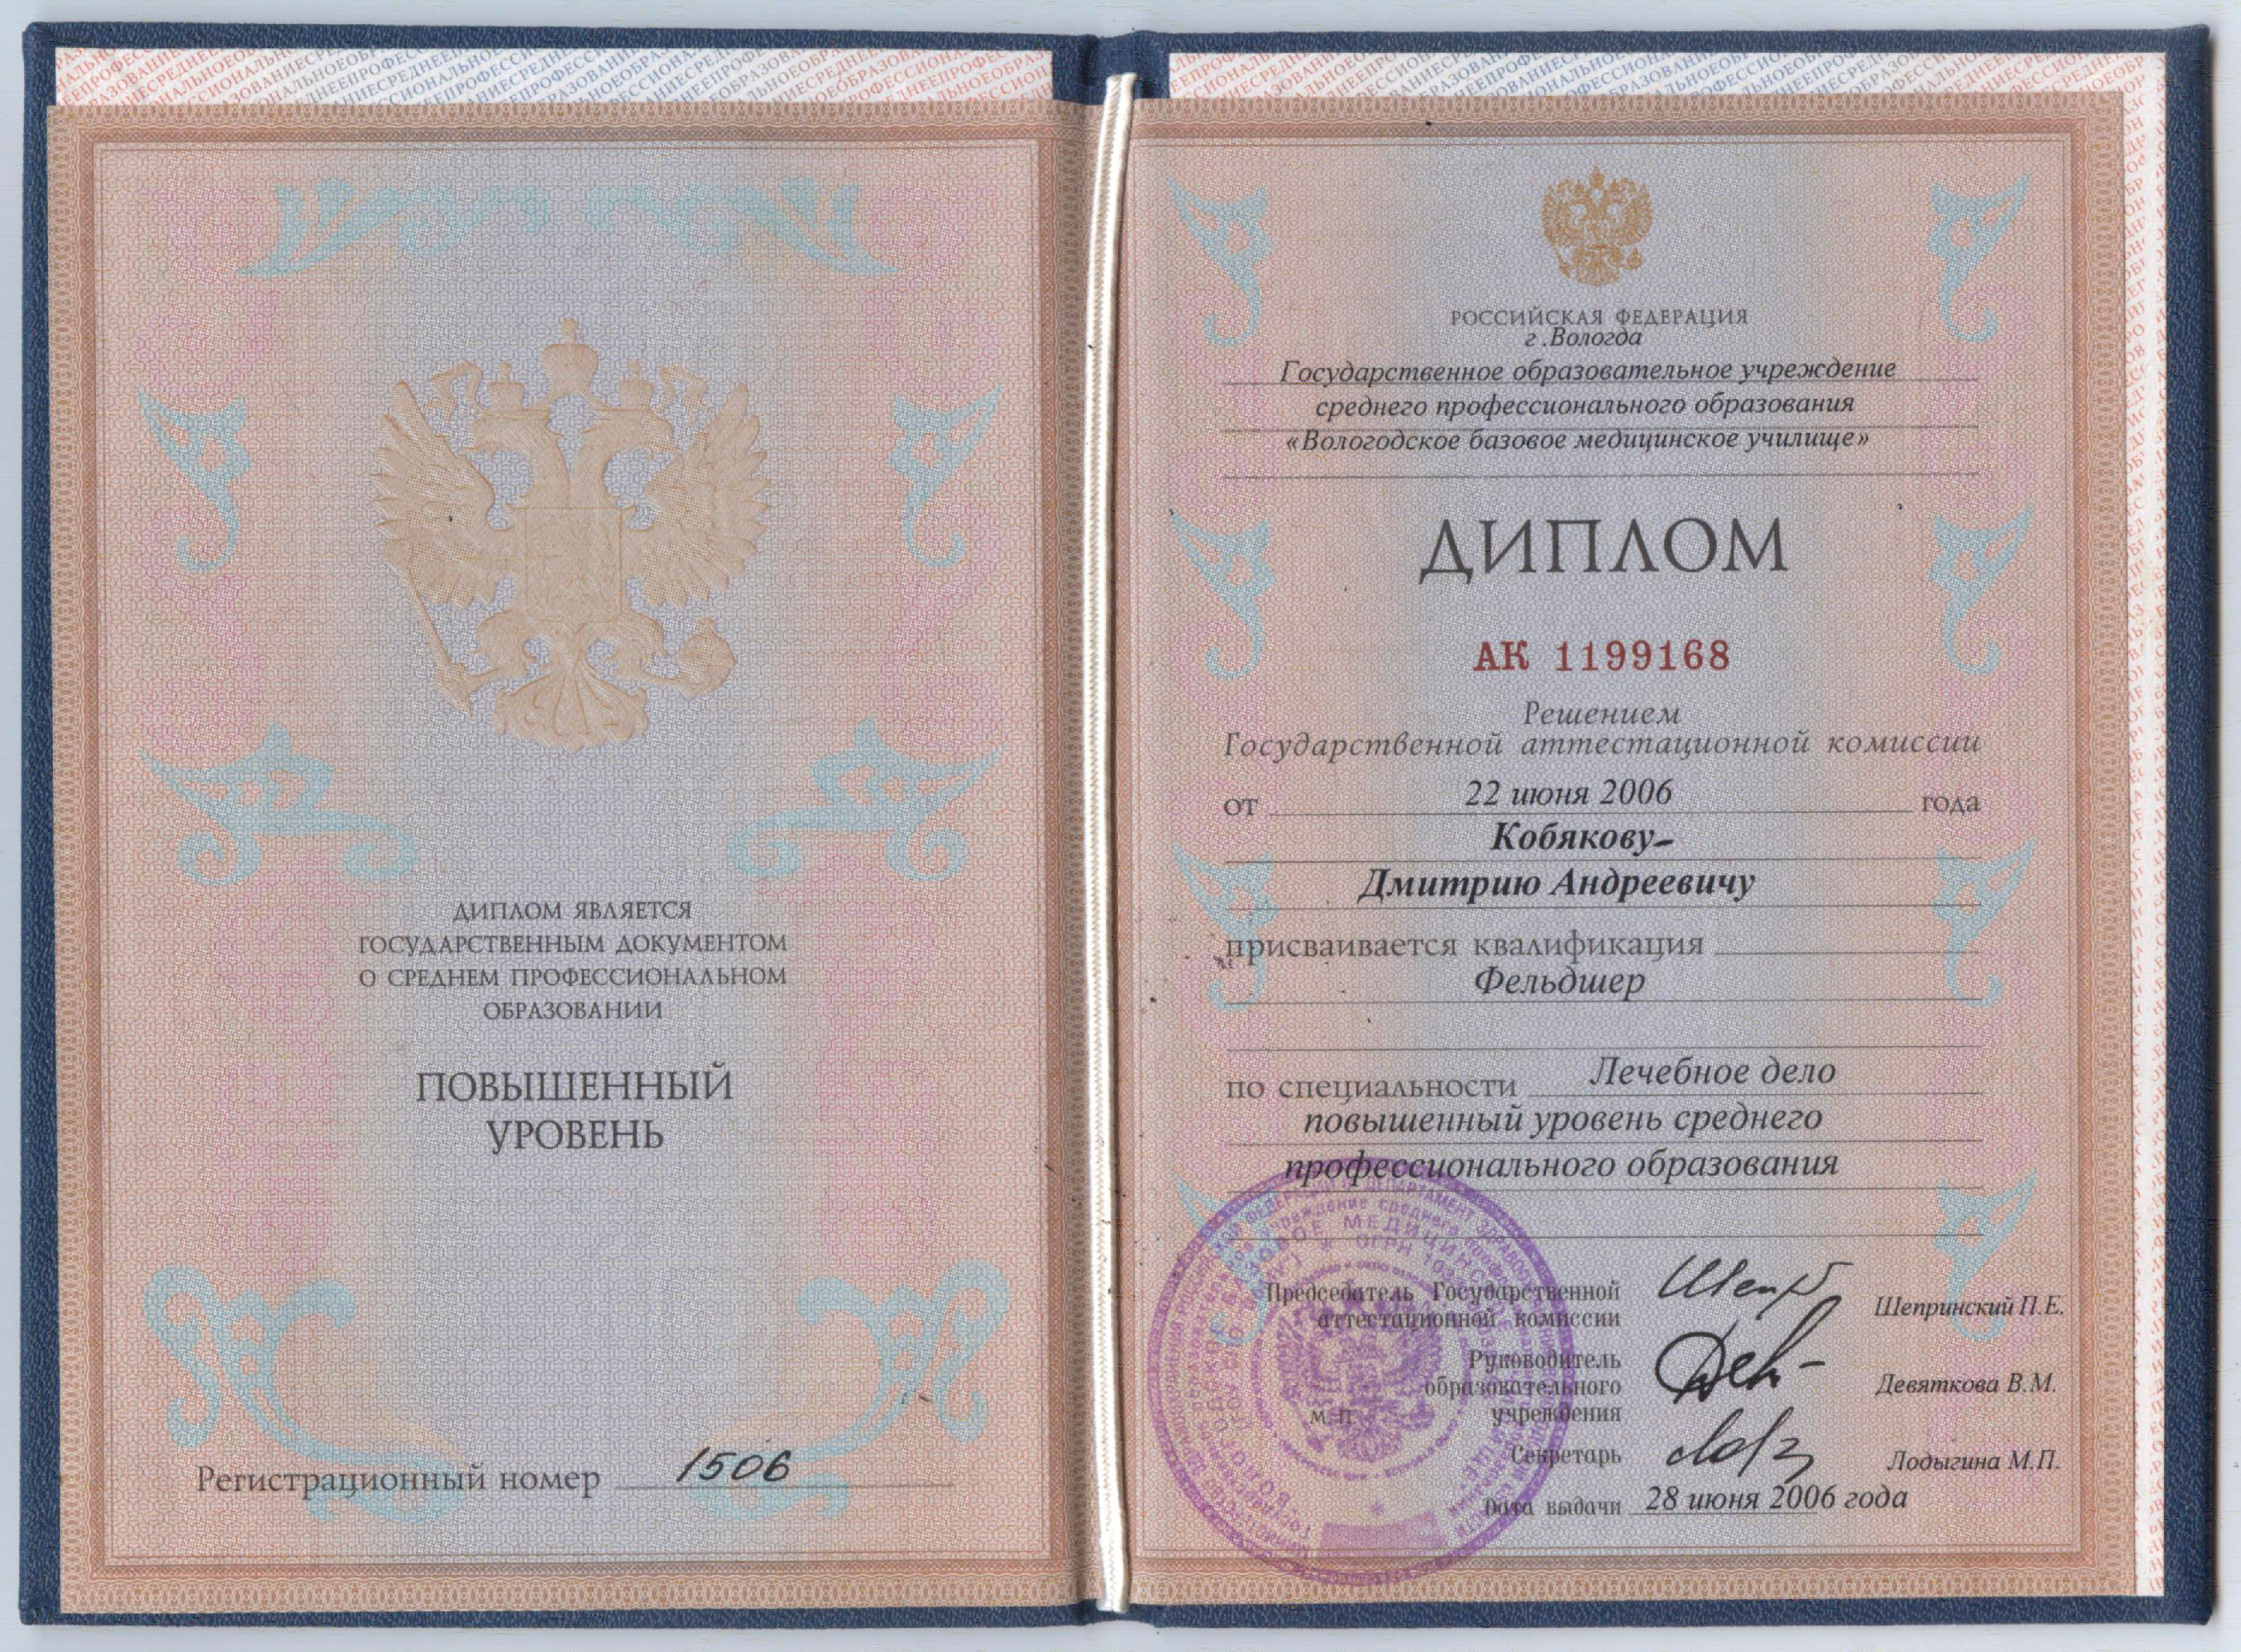 ДИПЛОМ ЯВЛЯЕТСЯ
ГОСУДАРСТВЕННЫМ ДОКУМЕНТОМ
О СРЕДНЕМ ПРОФЕССИОНАЛЬНОМ
ОБРАЗОВАНИИ
ПОВЫШЕННЫЙ
УРОВЕНЬ
Регистрационный номер 1506
РОССИЙСКАЯ ФЕДЕРАЦИЯ
г .Вологда
Государственное образовательное учреждение
среднего профессионального образования
«Вологодское базовое медицинское училище»
ДИПЛОМ
АК 1199168
Решением
Государственной аттестационной комиссии
от 22 июня 2006 года
Кобякову
Дмитрию Андреевичу
присваивается квалификация
Фельдшер
по специальности Лечебное дело
повышенный уровень среднего
профессионального образования
Председатель Государственной
аттестационной комиссии
Шепринский П.Е.
Руководитель
образовательного
учреждения
Девяткова В.М.
М.П.
Секретарь
Лодыгина М.П.
Дата выдачи 28 июня 2006 года